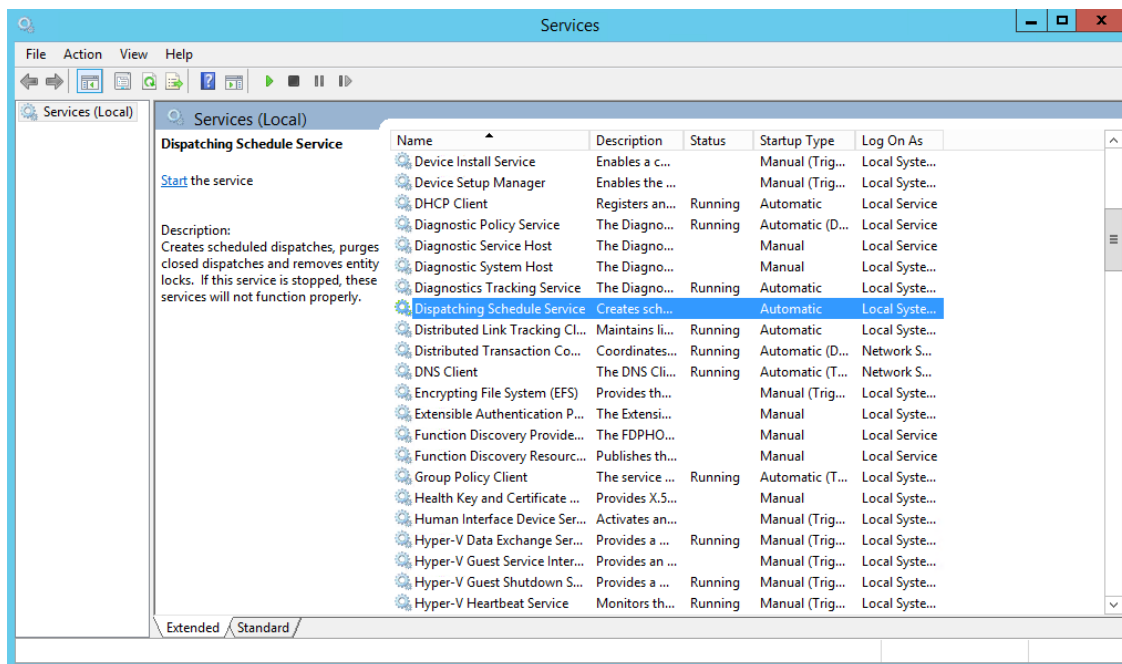 Services
File Action View Help
Services (Local)
Services (Local)
Dispatching Schedule Service
Start the service
Description:
Creates scheduled dispatches, purges
closed dispatches and removes entity
locks. If this service is stopped, these
services will not function properly.
Name Description Status Startup Type Log On As
Device Install Service Enables a c... Manual (Trig... Local Syste...
Device Setup Manager Enables the ... Manual (Trig... Local Syste...
DHCP Client Registers an... Running Automatic Local Service
Diagnostic Policy Service The Diagno... Running Automatic (D... Local Service
Diagnostic Service Host The Diagno... Manual Local Service
Diagnostic System Host The Diagno... Manual Local Syste...
Diagnostics Tracking Service The Diagno... Running Automatic Local Syste...
Dispatching Schedule Service Creates sch... Automatic Local Syste...
Distributed Link Tracking Cl... Maintains li... Running Automatic Local Syste...
Distributed Transaction Co... Coordinates... Running Automatic (D... Network S...
DNS Client The DNS Cli... Running Automatic (T... Network S...
Encrypting File System (EFS) Provides th... Manual (Trig... Local Syste...
Extensible Authentication P... The Extensi... Manual Local Syste...
Function Discovery Provide... The FDPHO... Manual Local Service
Function Discovery Resourc... Publishes th... Manual Local Service
Group Policy Client The service ... Running Automatic (T... Local Syste...
Health Key and Certificate ... Provides X.5... Manual Local Syste...
Human Interface Device Ser... Activates an... Manual (Trig... Local Syste...
Hyper-V Data Exchange Ser... Provides a ... Running Manual (Trig... Local Syste...
Hyper-V Guest Service Inter... Provides an ... Manual (Trig... Local Syste...
Hyper-V Guest Shutdown S... Provides a ... Running Manual (Trig... Local Syste...
Hyper-V Heartbeat Service Monitors th... Running Manual (Trig... Local Syste...
Extended Standard